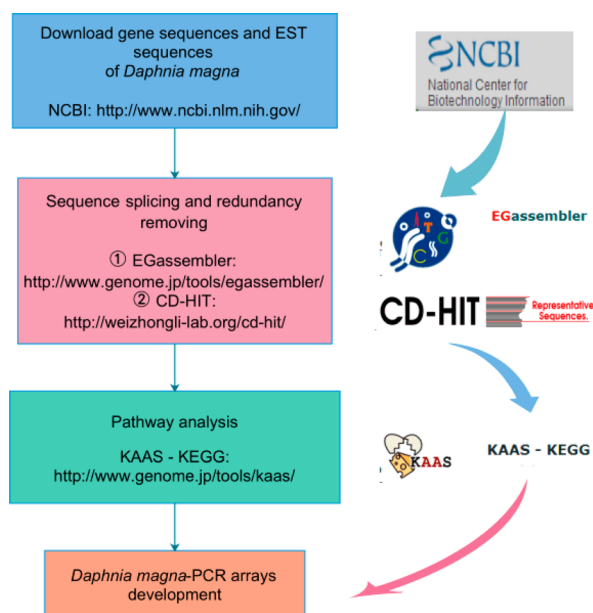 Download gene sequences and EST
sequences
of Daphnia magna
NCBI: http://www.ncbi.nlm.nih.gov/
Sequence splicing and redundancy
removing
① EGassembler:
http://www.genome.jp/tools/egassembler/
② CD-HIT:
http://weizhongli-lab.org/cd-hit/
Pathway analysis
KAAS - KEGG:
http://www.genome.jp/tools/kaas/
Daphnia magna-PCR arrays
development
NCBI
National Center for
Biotechnology Information
A T G C
EGassembler
CD-HIT
Representative
Sequences.
KAAS
KAAS - KEGG